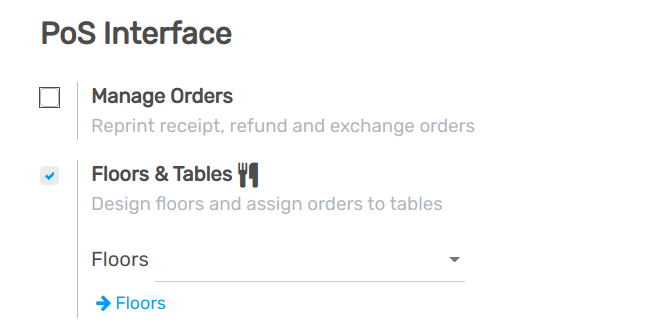 PoS Interface
Manage Orders
Reprint receipt, refund and exchange orders
Floors & Tables
Design floors and assign orders to tables
Floors
Floors